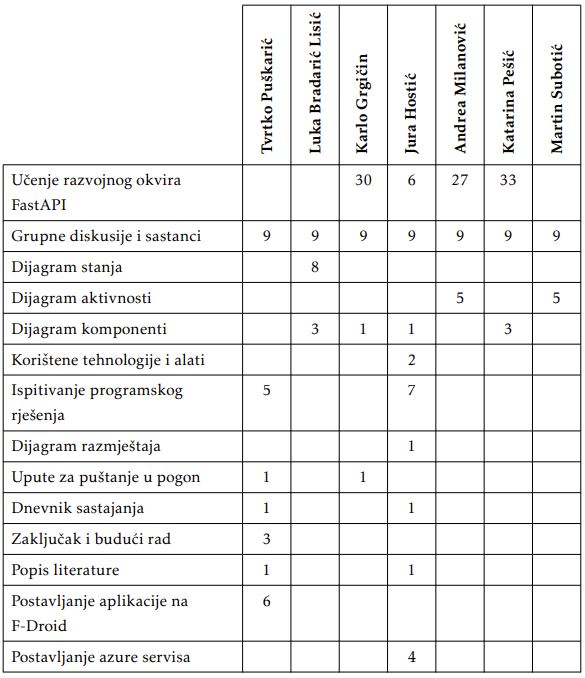 Tvrtko Puškarić
Luka Bradarić Lisić
Karlo Grgičin
Jura Hostić
Andrea Milanović
Katarina Pešić
Martin Subotić
Učenje razvojnog okvira 30 6 27 33
FastAPI
Grupne diskusije i sastanci 9 9 9 9 9 9 9
Dijagram stanja 8
Dijagram aktivnosti 5 5
Dijagram komponenti 3 1 1 3
Korištene tehnologije i alati 2
Ispitivanje programskog 5 7
rješenja
Dijagram razmještaja 1
Upute za puštanje u pogon 1 1
Dnevnik sastajanja 1 1
Zaključak i budući rad 3
Popis literature 1 1
Postavljanje aplikacije na 6
F-Droid
Postavljanje azure servisa 4